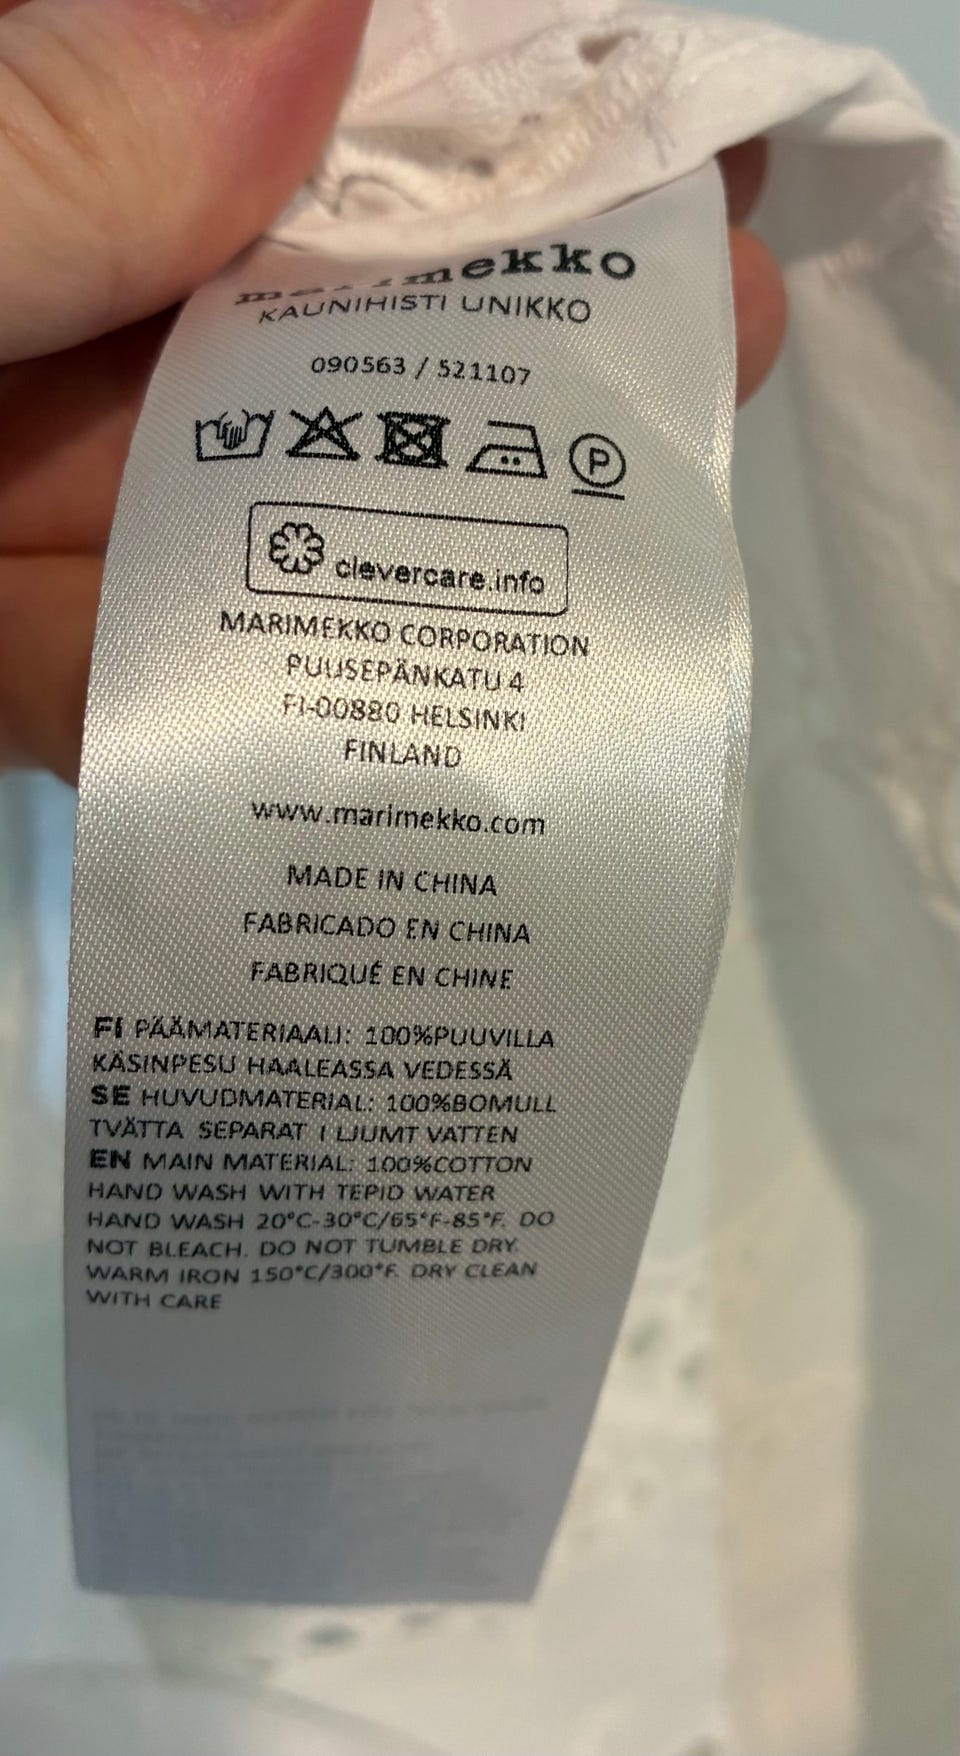 marimekko
KAUNIHISTI UNIKKO
090563 / 521107
P
clevercare.info
MARIMEKKO CORPORATION
PUUSEPÄNKATU 4
FI-00880 HELSINKI
FINLAND
www.marimekko.com
MADE IN CHINA
FABRICADO EN CHINA
FABRIQUÉ EN CHINE
FI PÄÄMATERIAALI: 100%PUUVILLA
KÄSINPESU HAALEASSA VEDESSÄ
SE HUVUDMATERIAL: 100%BOMULL
TVÄTTA SEPARAT I LJUMT VATTEN
EN MAIN MATERIAL: 100%COTTON
HAND WASH WITH TEPID WATER
HAND WASH 20°C-30°C/65°F-85°F. DO
NOT BLEACH. DO NOT TUMBLE DRY.
WARM IRON 150°C/300°F. DRY CLEAN
WITH CARE